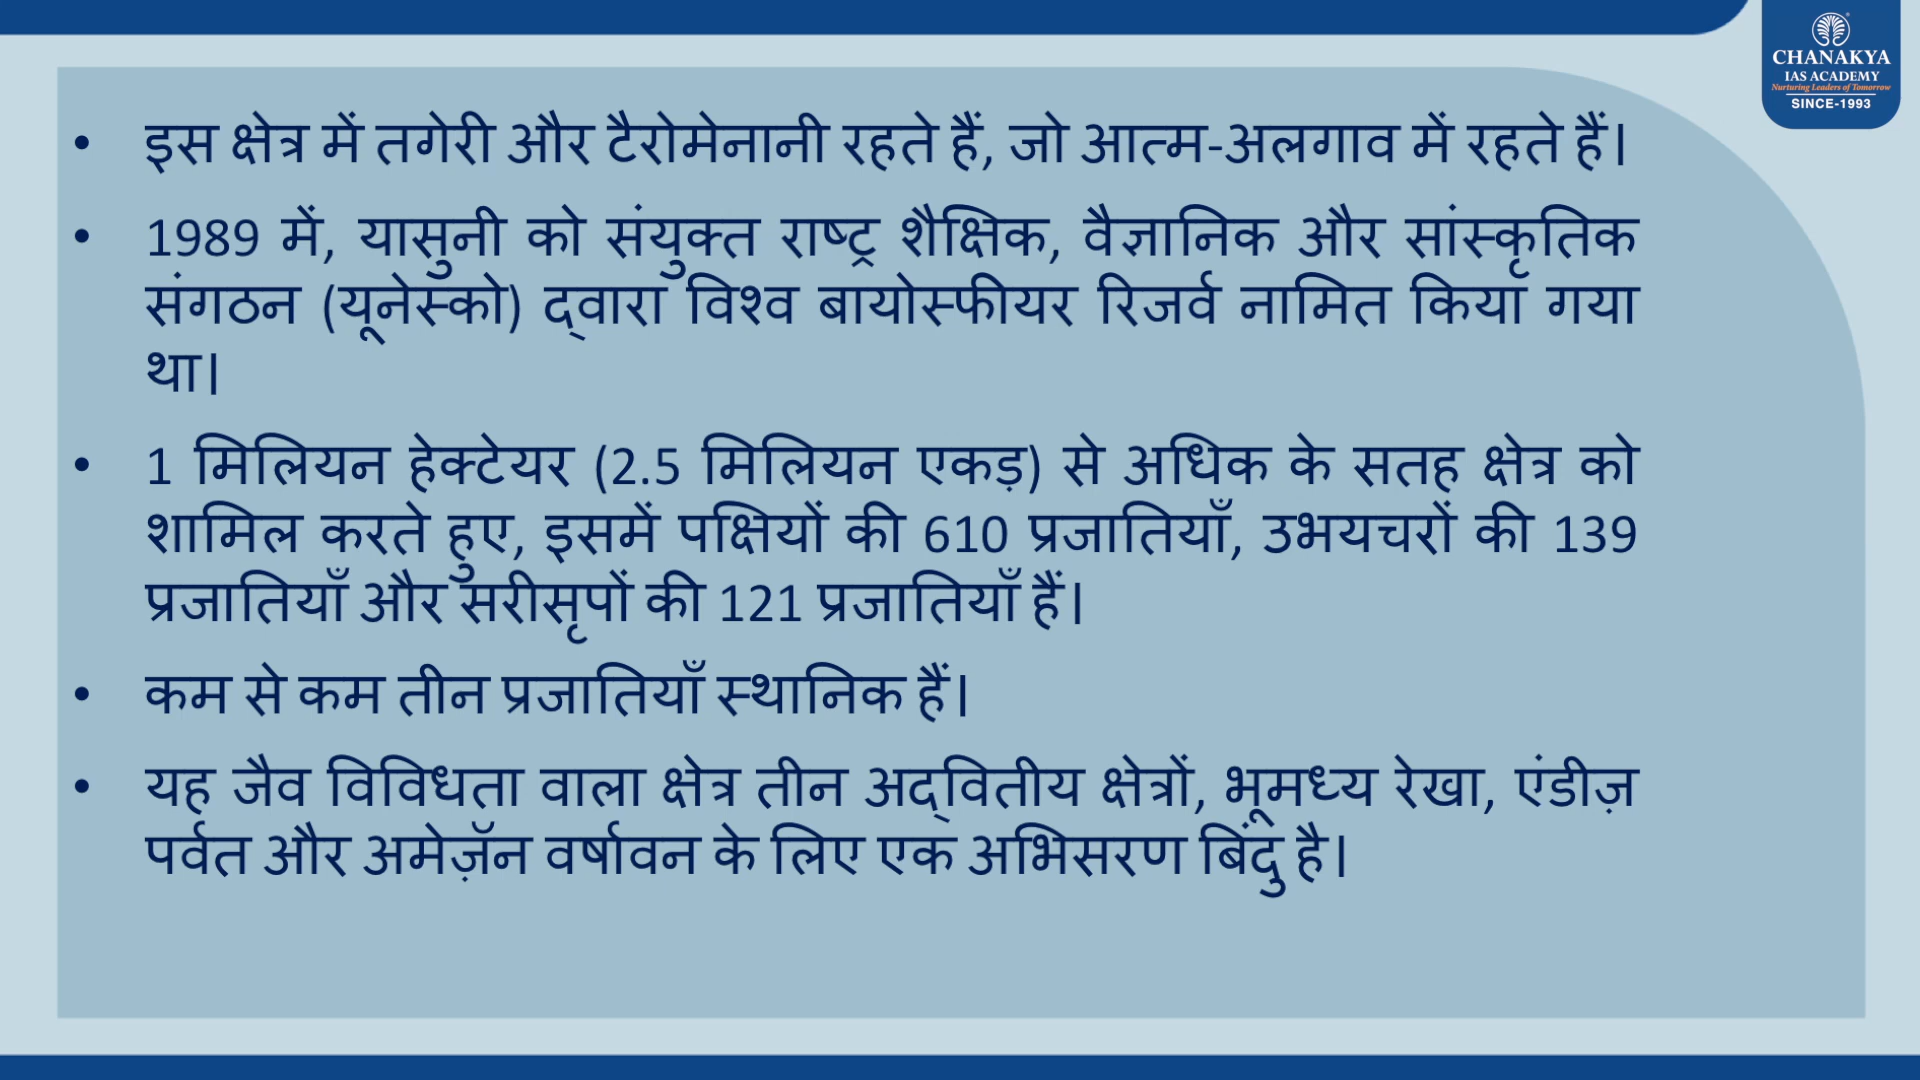 CHANAKYA
IAS ACADEMY
Nurturing Leaders of Tomorrow
SINCE-1993
• इस क्षेत्र में तगेरी और टैरोमेनानी रहते हैं, जो आत्म-अलगाव में रहते हैं।
• 1989 में, यासुनी को संयुक्त राष्ट्र शैक्षिक, वैज्ञानिक और सांस्कृतिक
संगठन (यूनेस्को) द्वारा विश्व बायोस्फीयर रिजर्व नामित किया गया
था।
• 1 मिलियन हेक्टेयर (2.5 मिलियन एकड़) से अधिक के सतह क्षेत्र को
शामिल करते हुए, इसमें पक्षियों की 610 प्रजातियाँ, उभयचरों की 139
प्रजातियाँ और सरीसृपों की 121 प्रजातियाँ हैं।
• कम से कम तीन प्रजातियाँ स्थानिक हैं।
• यह जैव विविधता वाला क्षेत्र तीन अद्वितीय क्षेत्रों, भूमध्य रेखा, एंडीज़
पर्वत और अमेज़ॅन वर्षावन के लिए एक अभिसरण बिंदु है।